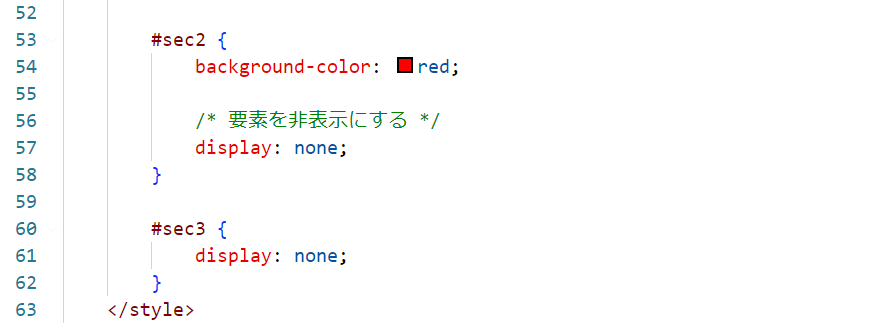 52
53 #sec2 {
54 background-color: red;
55
56 /* 要素を非表示にする */
57 display: none;
58 }
59
60 #sec3 {
61 display: none;
62 }
63 </style>